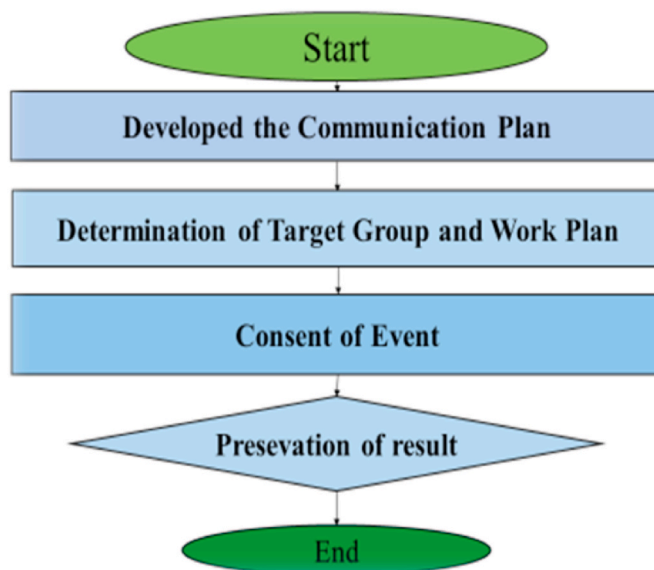 Start
Developed the Communication Plan
Determination of Target Group and Work Plan
Consent of Event
Presevation of result
End